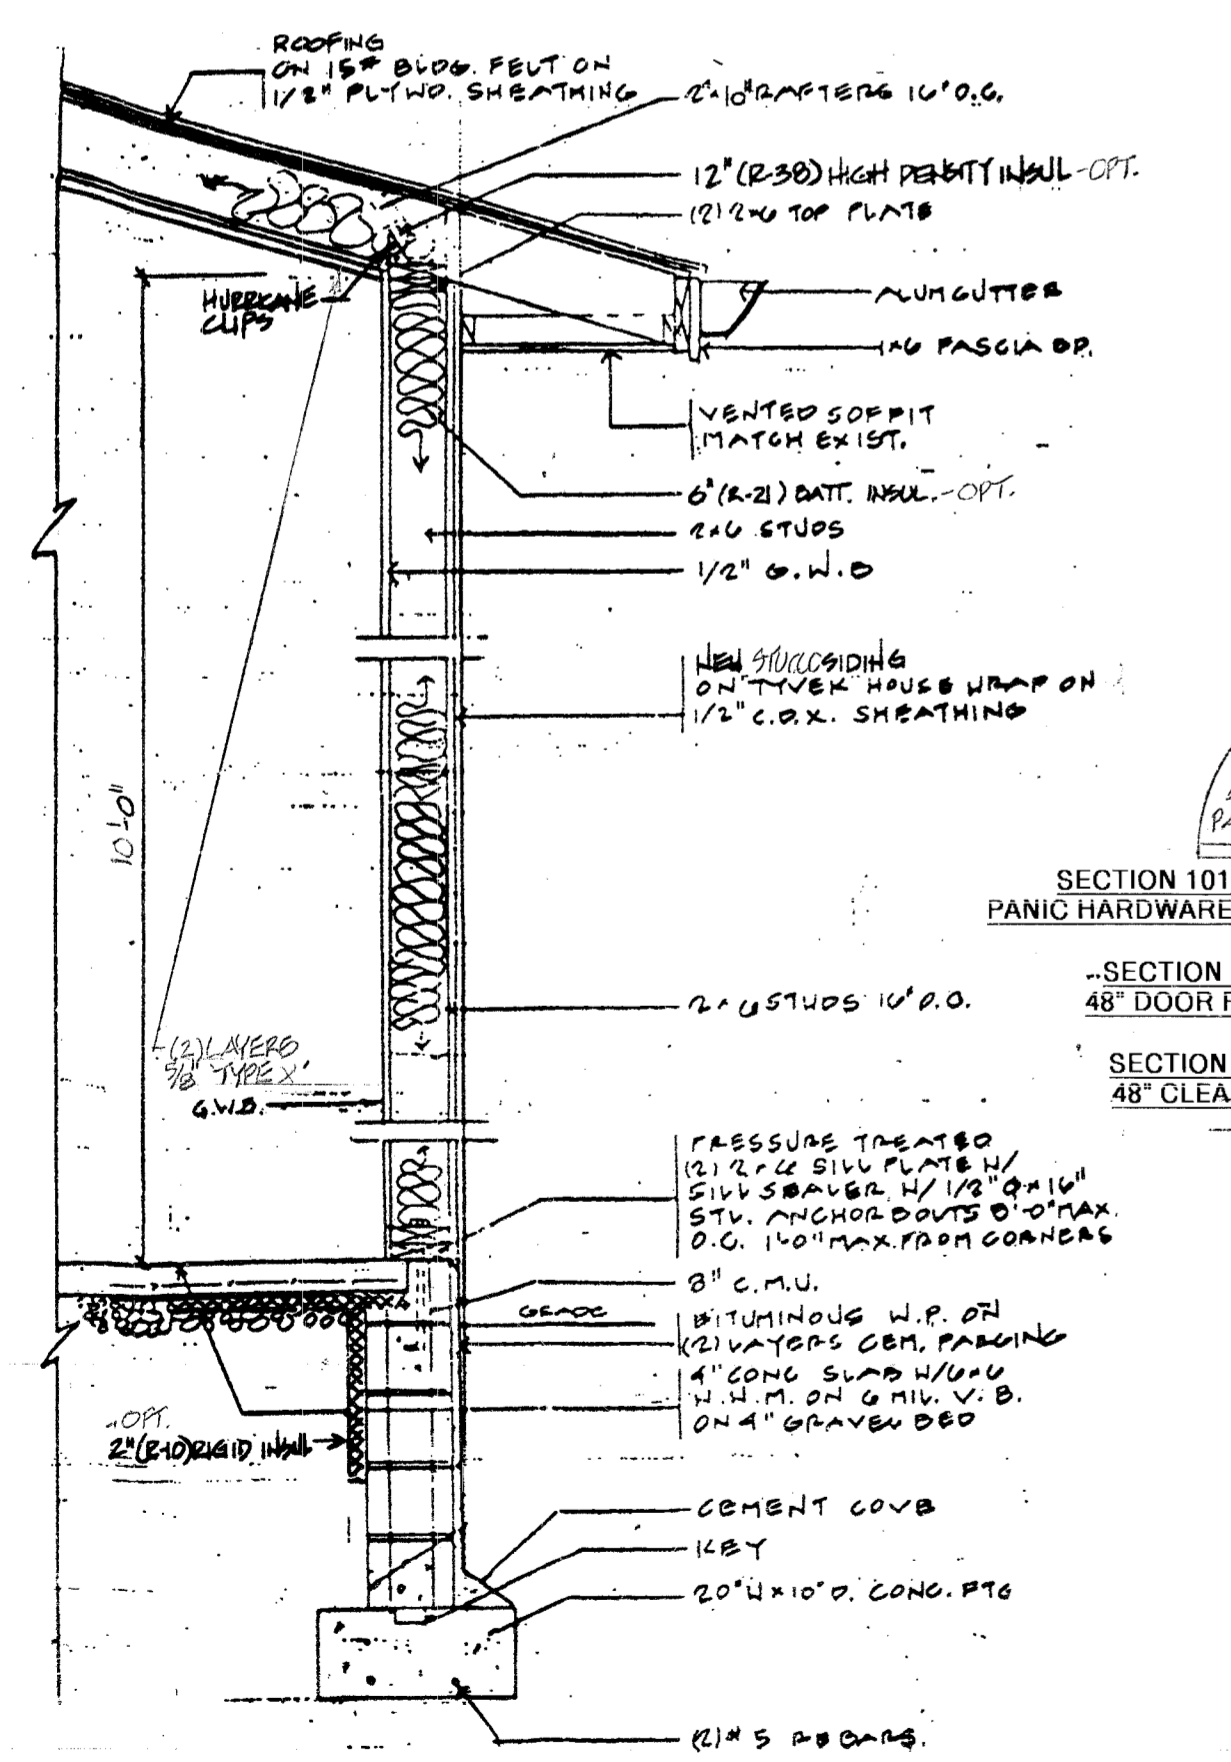 ROOFING
ON 15# BLDG. FELT ON
1/2" PLYWD. SHEATHING
2"x10" RAFTERS 16" O.C.
12" (R-38) HIGH DENSITY INSUL - OPT.
(2) 2x6 TOP PLATE
HURRICANE
CLIPS
ALUM GUTTER
1x6 FASCIA BD.
VENTED SOFFIT
MATCH EXIST.
6" (R-21) BATT. INSUL. - OPT.
2x6 STUDS
1/2" G.W.B
NEW STUCCO SIDING
ON "TYVEK" HOUSE WRAP ON
1/2" C.D.X. SHEATHING
10'-0"
SECTION 101
PANIC HARDWARE
SECTION
48" DOOR
SECTION
48" CLEA
2x6 STUDS 16" O.C.
(2) LAYERS
5/8" TYPE 'X'
G.W.B.
PRESSURE TREATED
(2) 2x6 SILL PLATE W/
SILL SEALER W/ 1/2" Ø x 16"
STL. ANCHOR BOLTS 8'-0" MAX.
O.C. 1'-0" MAX. FROM CORNERS
8" C.M.U.
GRADE
BITUMINOUS W.P. ON
(2) LAYERS CEM. PARGING
4" CONC SLAB W/6x6
W.W.M. ON 6 MIL. V.B.
ON 4" GRAVEL BED
OPT.
2" (R-10) RIGID INSUL
CEMENT COVE
KEY
20" W x 10" D. CONC. FTG
(2) # 5 REBARS.